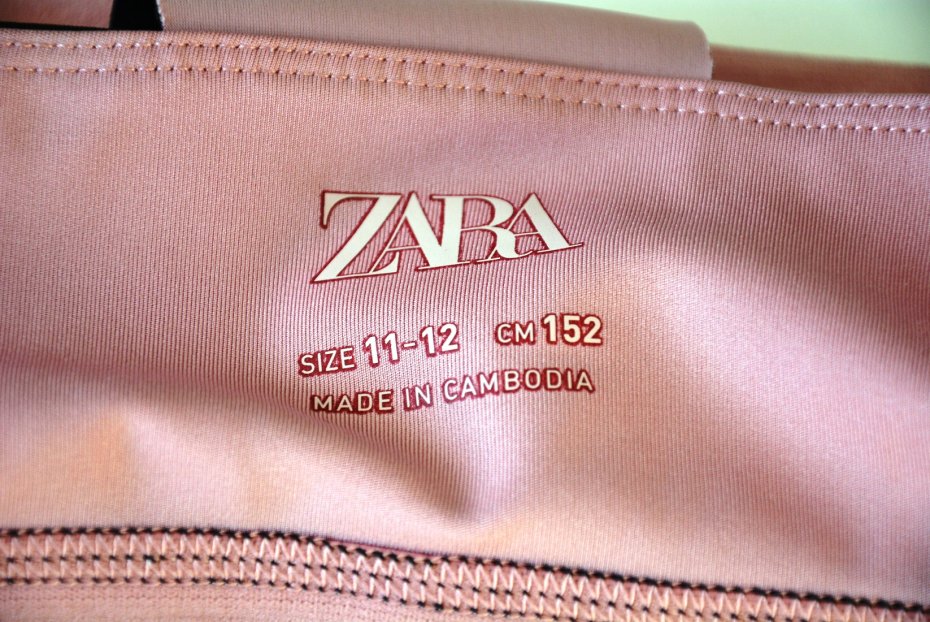 ZARA
SIZE 11-12 CM 152
MADE IN CAMBODIA